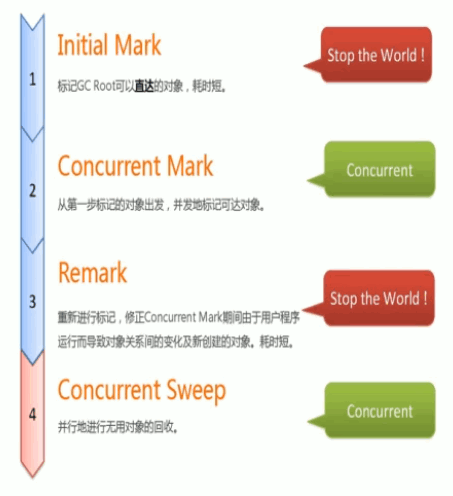 Initial Mark
Stop the World！
1
标记GC Root可以直达的对象，耗时短。
Concurrent Mark
Concurrent
2
从第一步标记的对象出发，并发地标记可达对象。
Remark
Stop the World！
3
重新进行标记，修正Concurrent Mark期间由于用户程序
运行而导致对象关系间的变化及新创建的对象。耗时短。
Concurrent Sweep
Concurrent
4
并行地进行无用对象的回收。